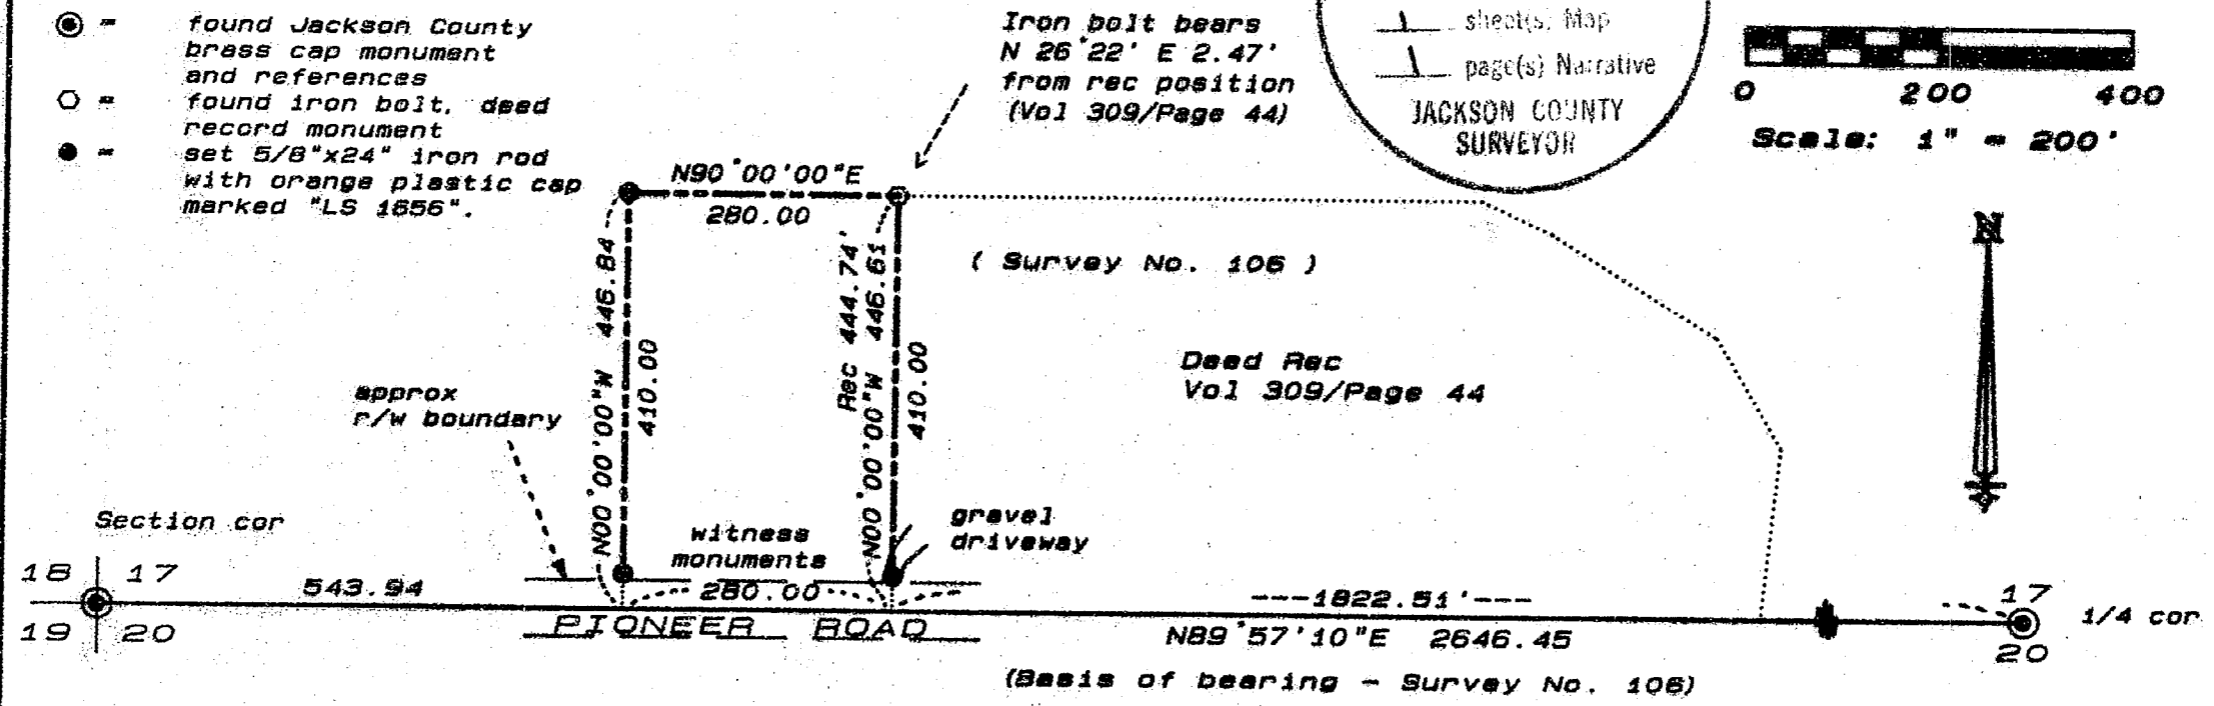 = found Jackson County
brass cap monument
and references
= found iron bolt, deed
record monument
= set 5/8"x24" iron rod
with orange plastic cap
marked "LS 1656".
Iron bolt bears
N 26°22' E 2.47'
from rec position
(Vol 309/Page 44)
sheet(s) Map
page(s) Narrative
JACKSON COUNTY
SURVEYOR
0 200 400
Scale: 1" = 200'
N90°00'00"E
280.00
N
N00°00'00"W 446.84
410.00
Rec 444.74'
N00°00'00"W 446.61
410.00
( Survey No. 106 )
Deed Rec
Vol 309/Page 44
approx
r/w boundary
Section cor
witness
monuments
gravel
driveway
18 17
19 20
543.94
280.00
---1822.51'---
17
20
1/4 cor
PIONEER ROAD
N89°57'10"E 2646.45
(Basis of bearing - Survey No. 106)